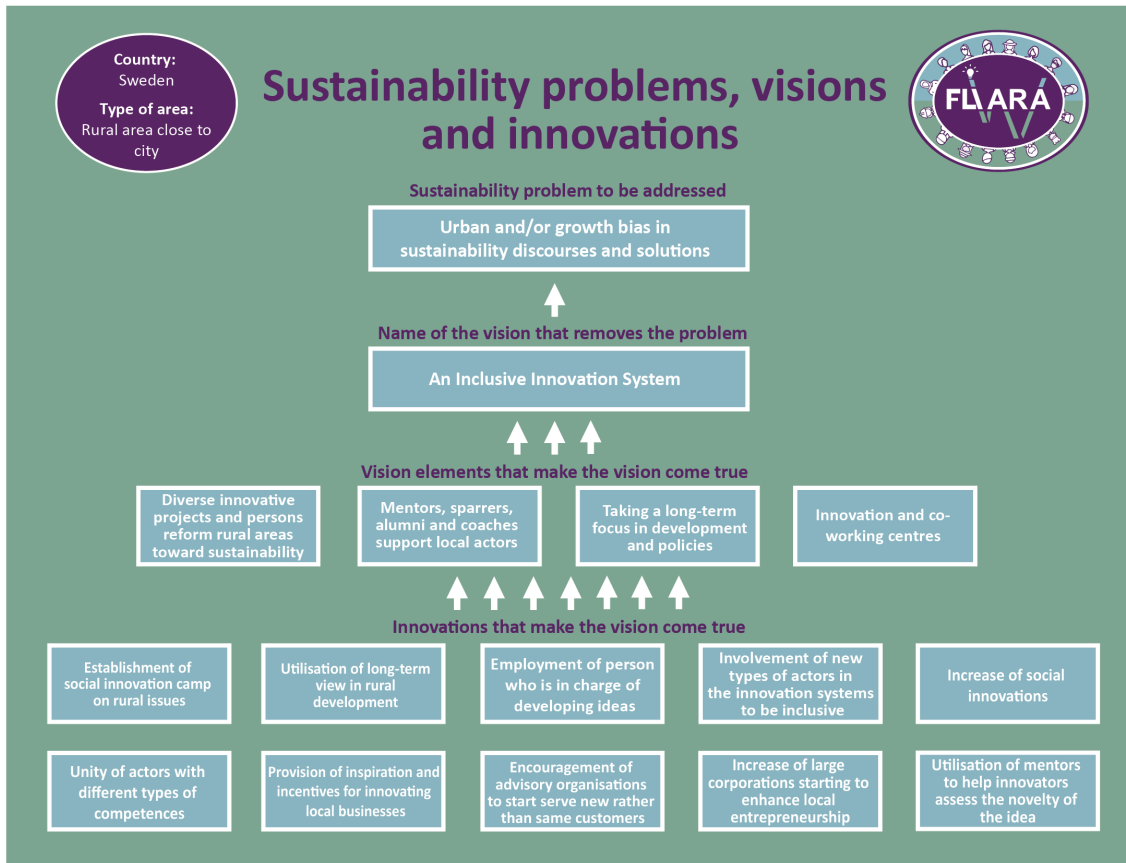 Country:
Sweden
Type of area:
Rural area close to
city
Sustainability problems, visions
and innovations
FLIARA
Sustainability problem to be addressed
Urban and/or growth bias in
sustainability discourses and solutions
Name of the vision that removes the problem
An Inclusive Innovation System
Vision elements that make the vision come true
Diverse innovative
projects and persons
reform rural areas
toward sustainability
Mentors, sparrers,
alumni and coaches
support local actors
Taking a long-term
focus in development
and policies
Innovation and co-
working centres
Innovations that make the vision come true
Establishment of
social innovation camp
on rural issues
Utilisation of long-term
view in rural
development
Employment of person
who is in charge of
developing ideas
Involvement of new
types of actors in
the innovation systems
to be inclusive
Increase of social
innovations
Unity of actors with
different types of
competences
Provision of inspiration and
incentives for innovating
local businesses
Encouragement of
advisory organisations
to start serve new rather
than same customers
Increase of large
corporations starting to
enhance local
entrepreneurship
Utilisation of mentors
to help innovators
assess the novelty of
the idea